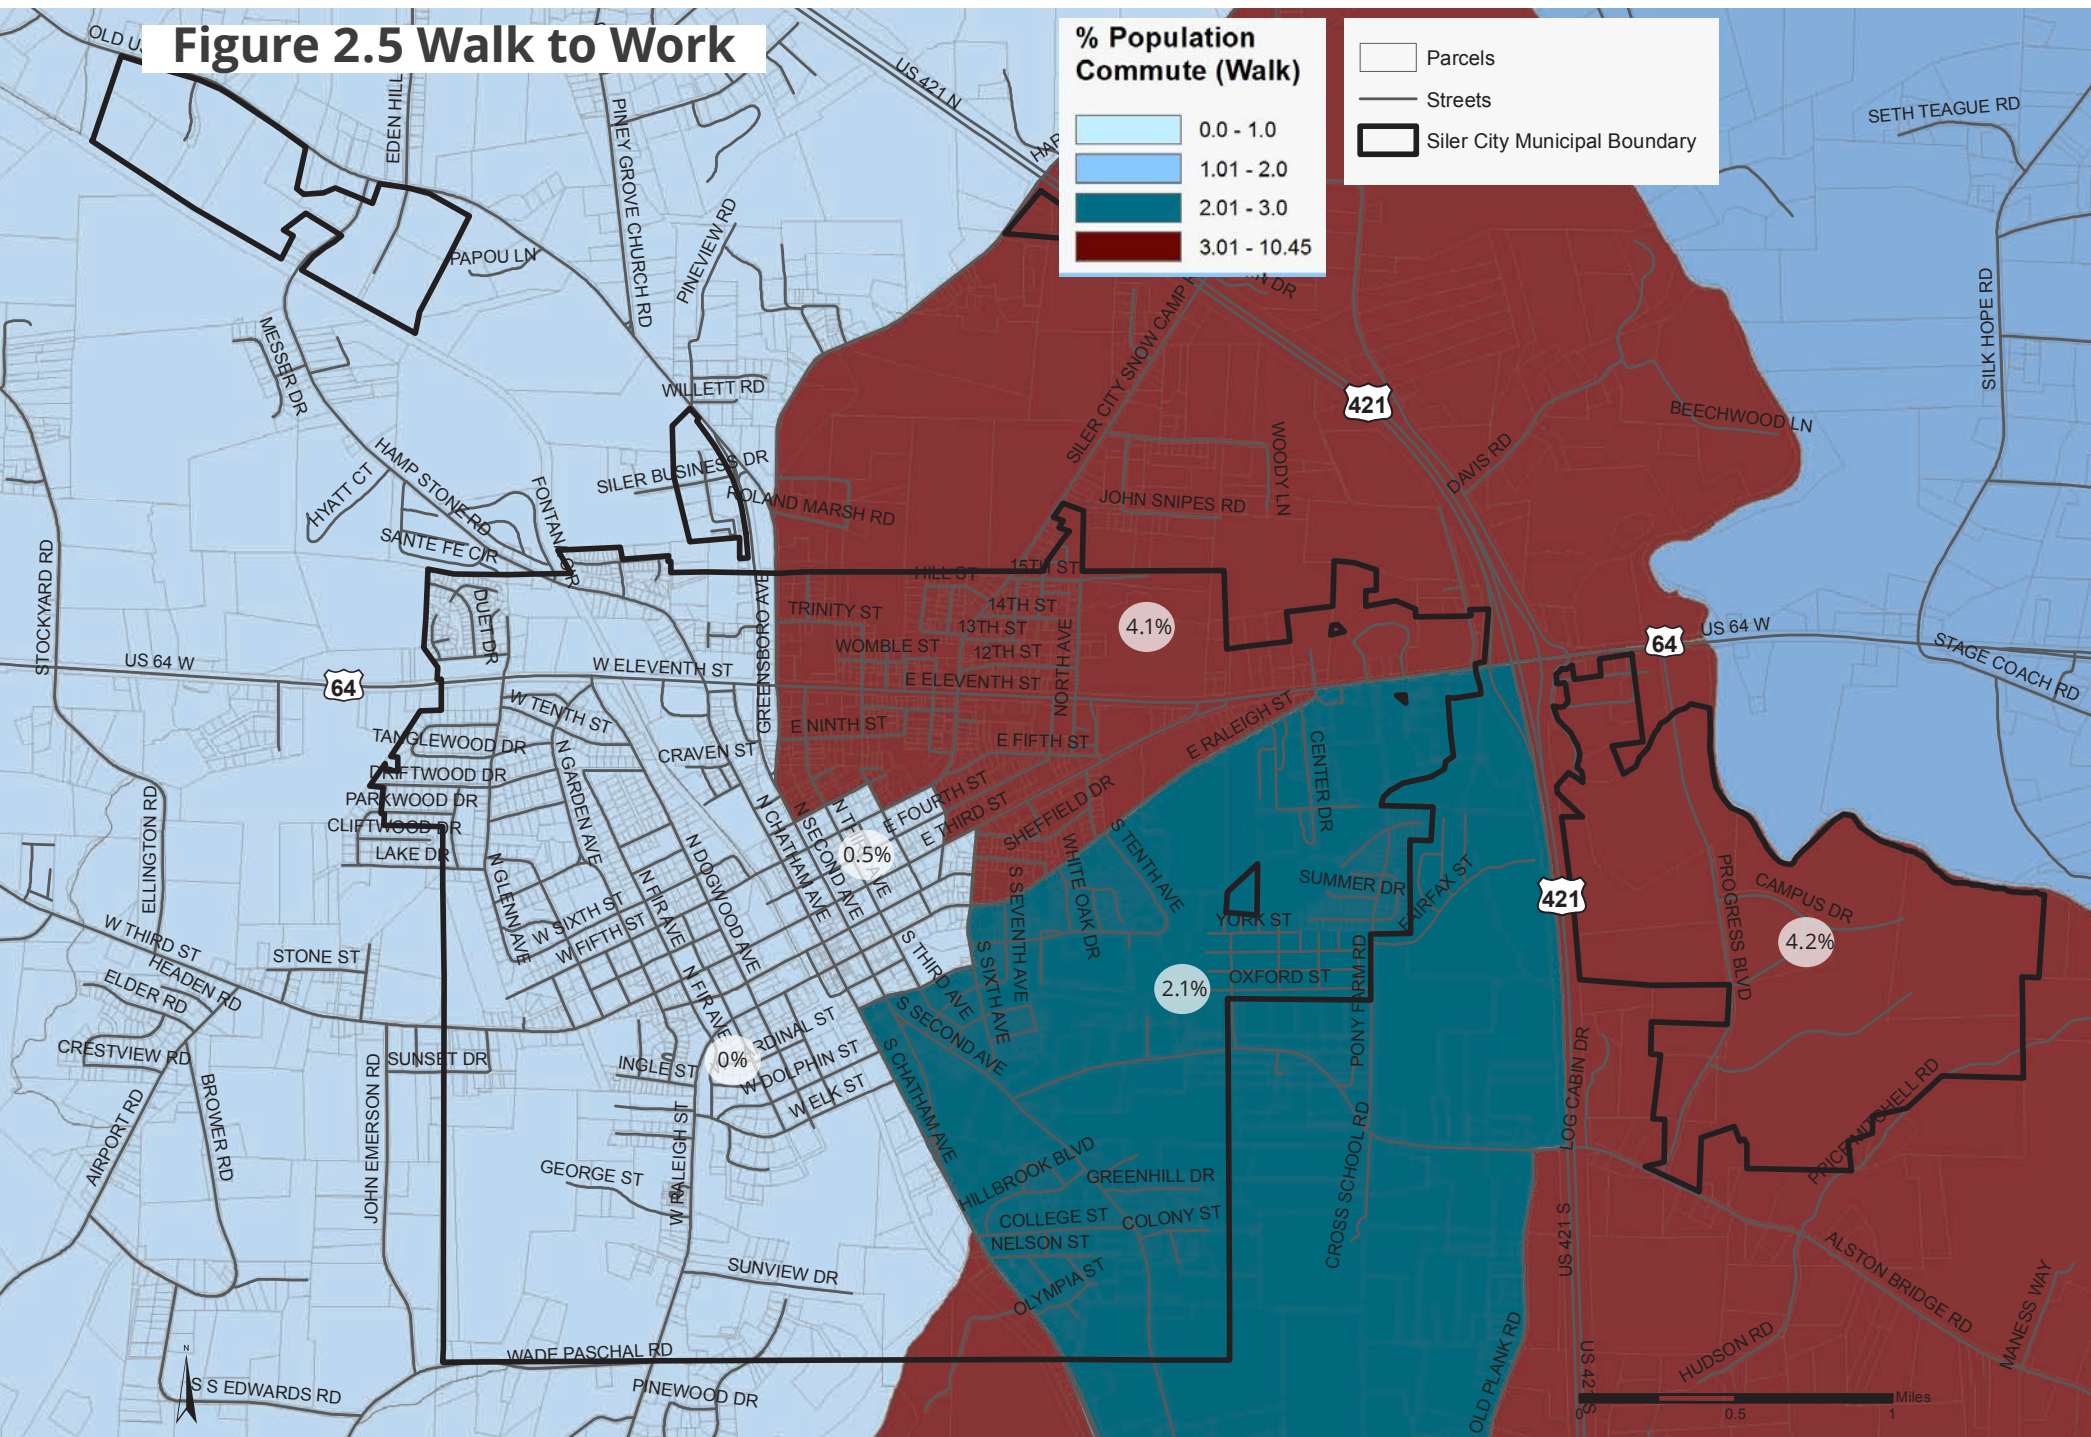 Figure 2.5 Walk to Work
% Population
Commute (Walk)
0.0 - 1.0
1.01 - 2.0
2.01 - 3.0
3.01 - 10.45
Parcels
Streets
Siler City Municipal Boundary
EDEN HILL
PINEY GROVE CHURCH RD
US 421 N
SETH TEAGUE RD
PAPOU LN
PINEVIEW RD
SILK HOPE RD
MESSER DR
WILLETT RD
SILER CITY SNOW CAMP
421
BEECHWOOD LN
WOODY LN
DAVIS RD
HAMP STONE RD
HYATT CT
SILER BUSINESS DR
ROLAND MARSH RD
JOHN SNIPES RD
SANTE FE CIR
STOCKYARD RD
HILL ST
15TH ST
DUET DR
GREENSBORO AVE
TRINITY ST
14TH ST
13TH ST
4.1%
WOMBLE ST
12TH ST
NORTH AVE
US 64 W
64
W ELEVENTH ST
E ELEVENTH ST
64
US 64 W
STAGE COACH RD
W TENTH ST
E NINTH ST
E RALEIGH ST
TANGLEWOOD DR
CRAVEN ST
E FIFTH ST
CENTER DR
DRIFTWOOD DR
N GARDEN AVE
PARKWOOD DR
CLIFTWOOD DR
LAKE DR
ELLINGTON RD
N CHATHAM AVE
N SECOND AVE
E FOURTH ST
E THIRD ST
SHEFFIELD DR
S TENTH AVE
WHITE OAK DR
0.5%
N GLENN AVE
N FIR AVE
N DOGWOOD AVE
S SEVENTH AVE
SUMMER DR
FAIRFAX ST
421
PROGRESS BLVD
CAMPUS DR
W SIXTH ST
W FIFTH ST
YORK ST
4.2%
W THIRD ST
HEADEN RD
STONE ST
ELDER RD
S THIRD AVE
S SIXTH AVE
2.1%
OXFORD ST
PONY FARM RD
N FIR AVE
S SECOND AVE
CRESTVIEW RD
SUNSET DR
INGLE ST
0%
W DOLPHIN ST
W ELK ST
S CHATHAM AVE
LOG CABIN DR
AIRPORT RD
BROWER RD
JOHN EMERSON RD
W RALEIGH ST
GEORGE ST
HILLBROOK BLVD
GREENHILL DR
CROSS SCHOOL RD
PRICE MITCHELL RD
COLLEGE ST
COLONY ST
NELSON ST
US 421 S
ALSTON BRIDGE RD
SUNVIEW DR
OLYMPIA ST
MANESS WAY
WADE PASCHAL RD
OLD PLANK RD
US 421 S
HUDSON RD
N
S S EDWARDS RD
PINEWOOD DR
0
0.5
1
Miles